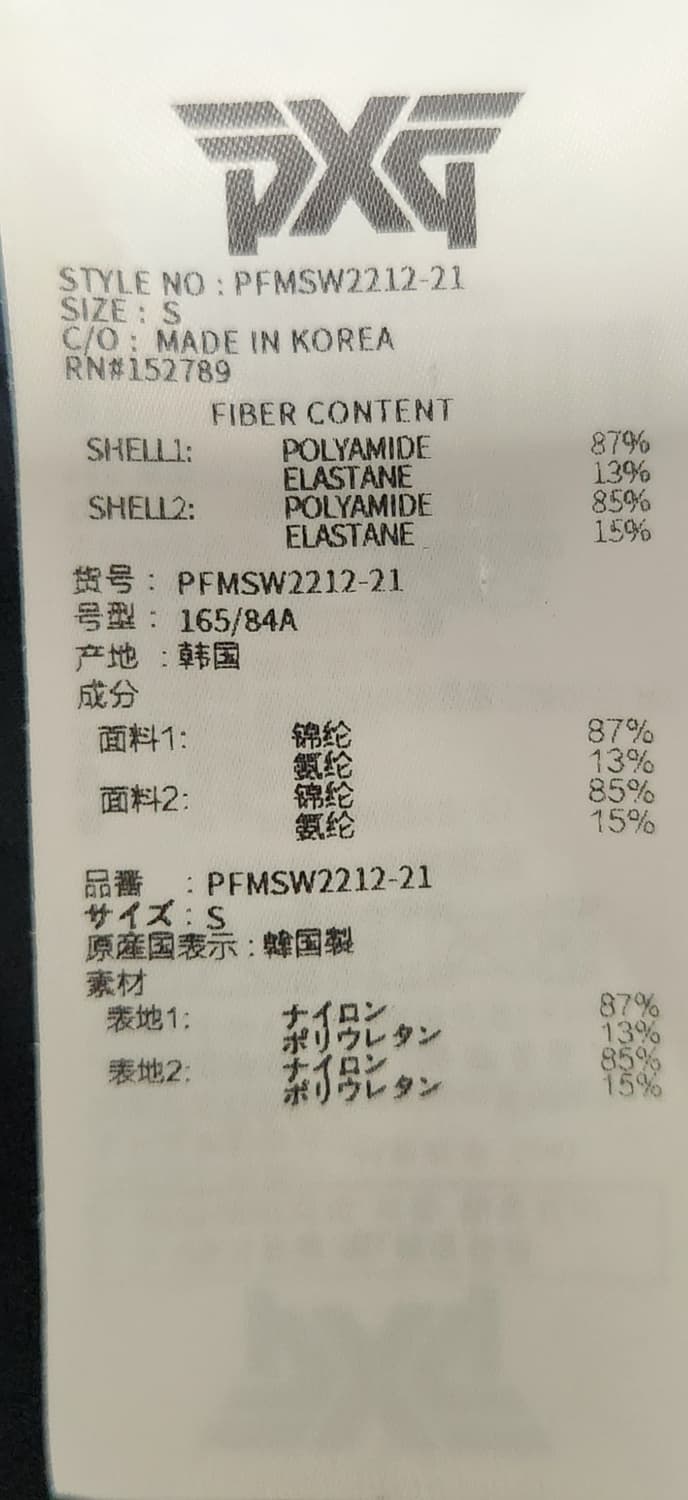 PXG
STYLE NO : PFMSW2212-21
SIZE : S
C/O : MADE IN KOREA
RN#152789
FIBER CONTENT
SHELL1: POLYAMIDE 87%
ELASTANE 13%
SHELL2: POLYAMIDE 85%
ELASTANE 15%
货号 : PFMSW2212-21
号型 : 165/84A
产地 : 韩国
成分
面料1: 锦纶 87%
氨纶 13%
面料2: 锦纶 85%
氨纶 15%
品番 : PFMSW2212-21
サイズ : S
原産国表示 : 韓国製
素材
表地1: ナイロン 87%
ポリウレタン 13%
表地2: ナイロン 85%
ポリウレタン 15%